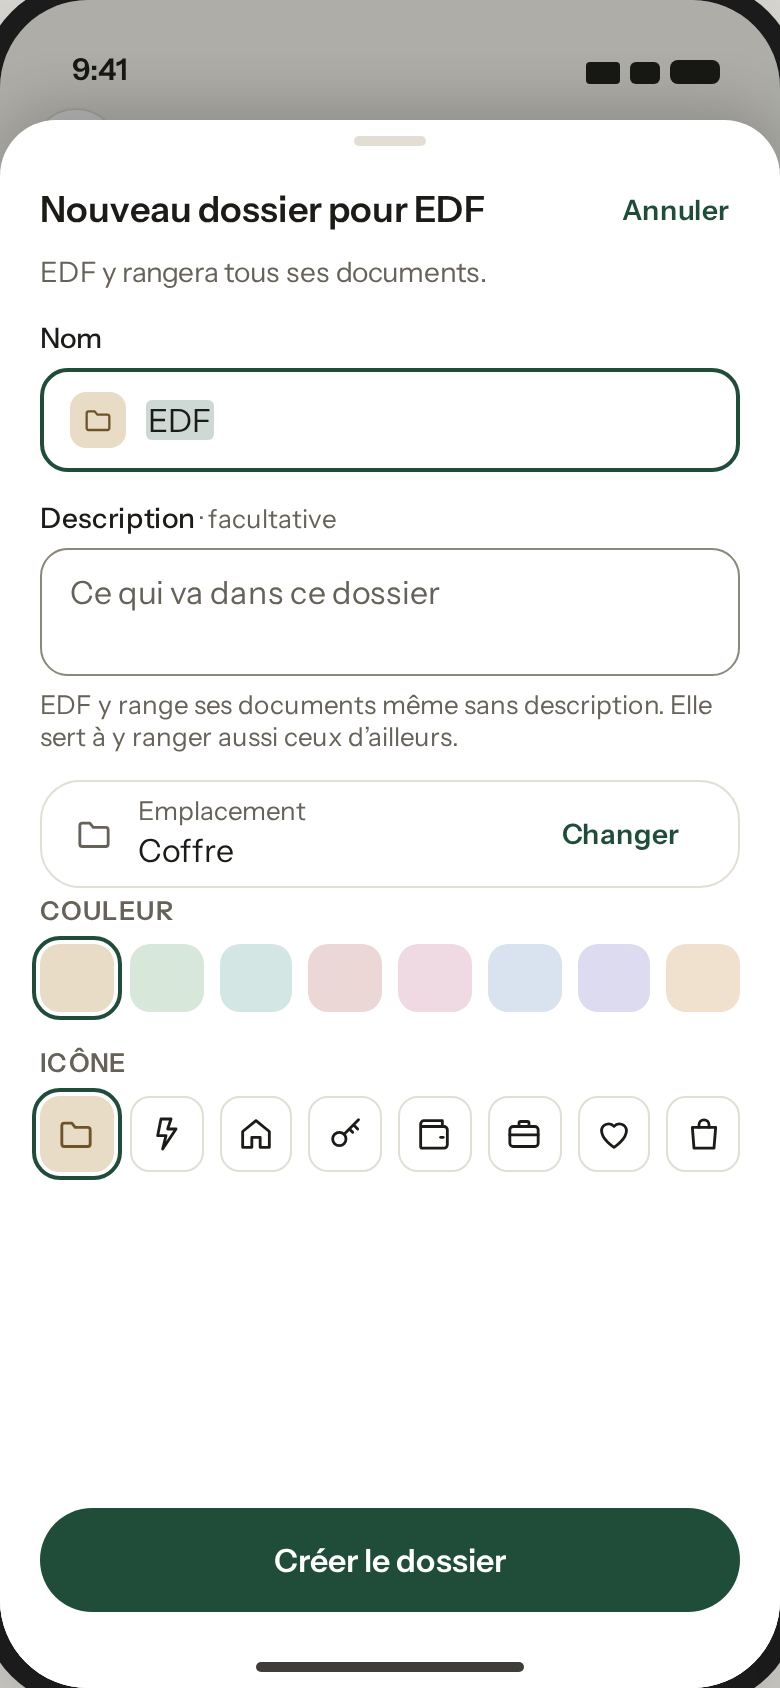 9:41
Nouveau dossier pour EDF
Annuler
EDF y rangera tous ses documents.
Nom
EDF
Description · facultative
Ce qui va dans ce dossier
EDF y range ses documents même sans description. Elle
sert à y ranger aussi ceux d’ailleurs.
Emplacement
Coffre
Changer
COULEUR
ICÔNE
Créer le dossier